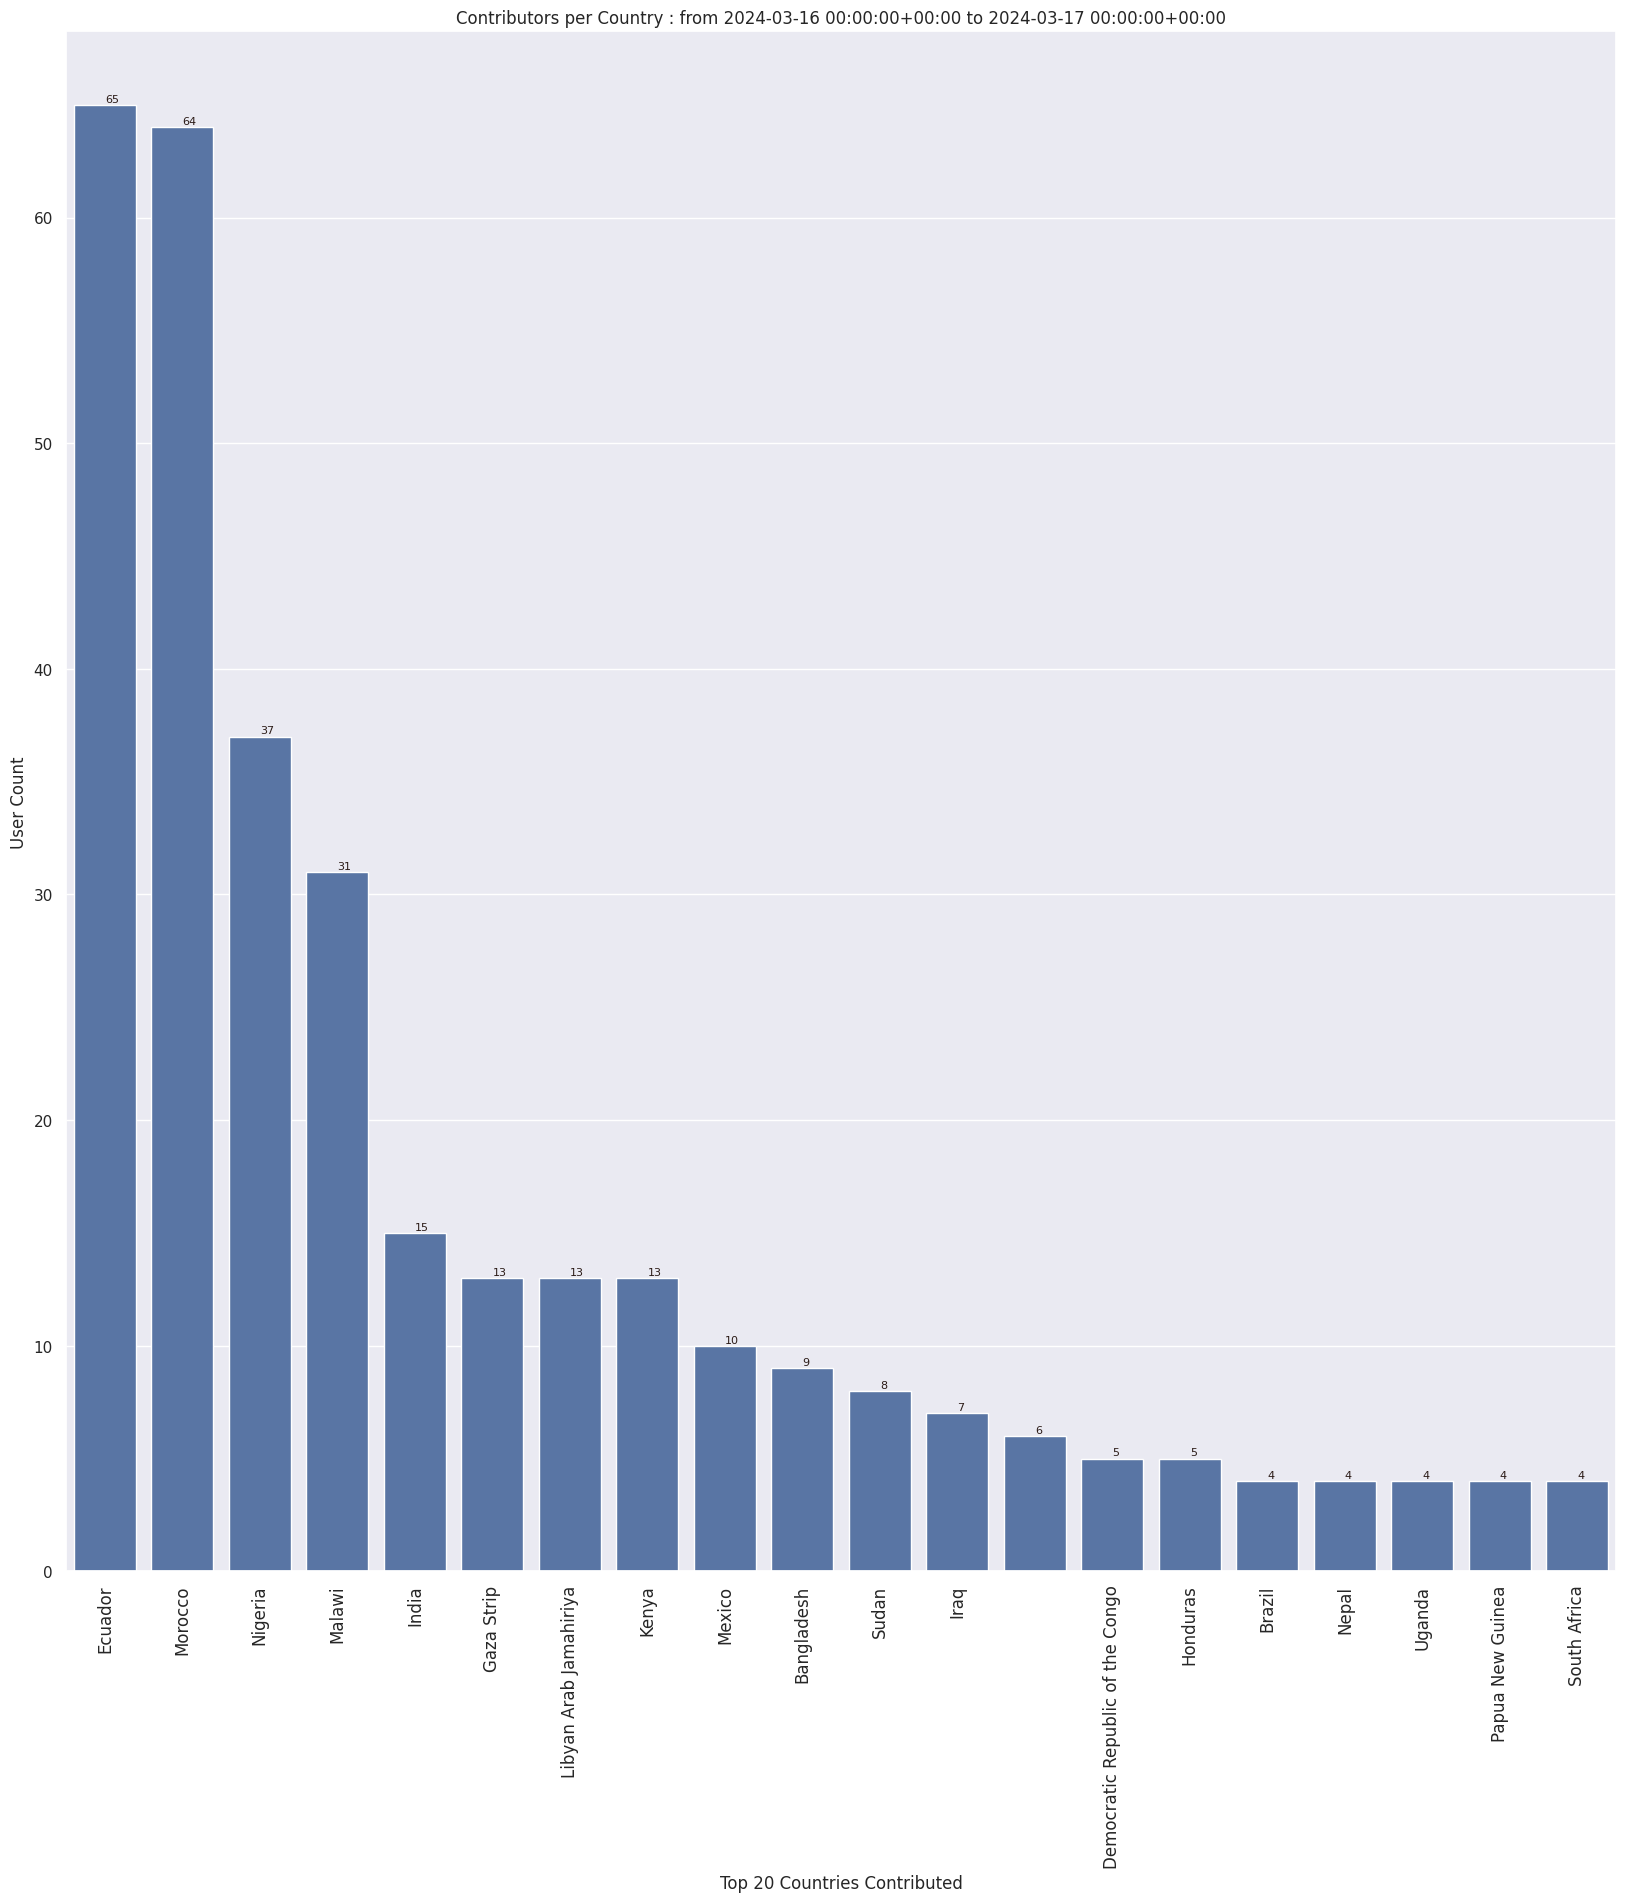 Contributors per Country : from 2024-03-16 00:00:00+00:00 to 2024-03-17 00:00:00+00:00
User Count
60
50
40
30
20
10
0
65
64
37
31
15
13
13
13
10
9
8
7
6
5
5
4
4
4
4
4
Ecuador
Morocco
Nigeria
Malawi
India
Gaza Strip
Libyan Arab Jamahiriya
Kenya
Mexico
Bangladesh
Sudan
Iraq
Democratic Republic of the Congo
Honduras
Brazil
Nepal
Uganda
Papua New Guinea
South Africa
Top 20 Countries Contributed